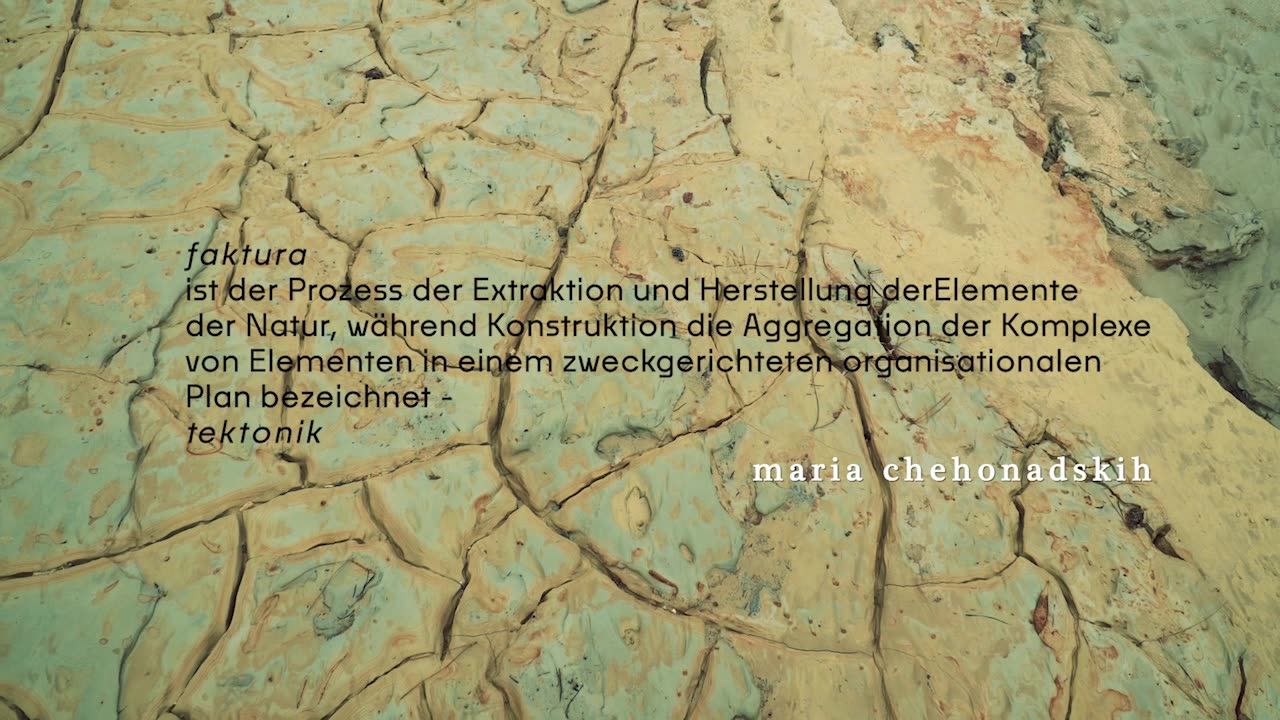 faktura
ist der Prozess der Extraktion und Herstellung derElemente
der Natur, während Konstruktion die Aggregation der Komplexe
von Elementen in einem zweckgerichteten organisationalen
Plan bezeichnet -
tektonik
maria chehonadskih